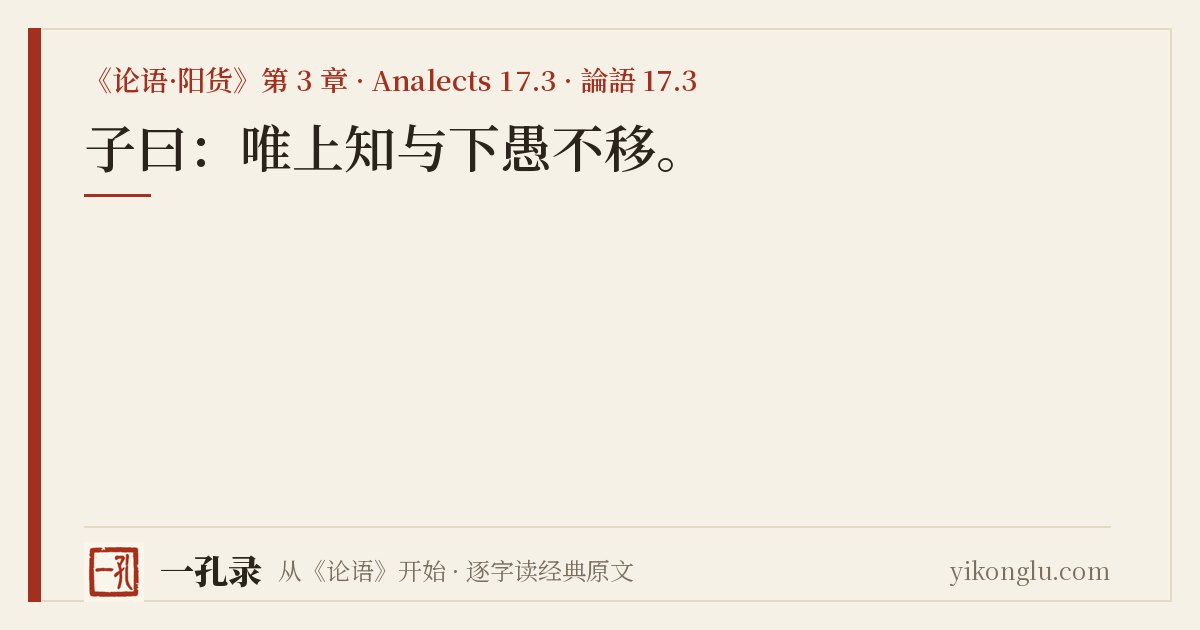 《论语·阳货》第 3 章 · Analects 17.3 · 論語 17.3
子曰：唯上知与下愚不移。
一孔
一孔录 从《论语》开始 · 逐字读经典原文
yikonglu.com